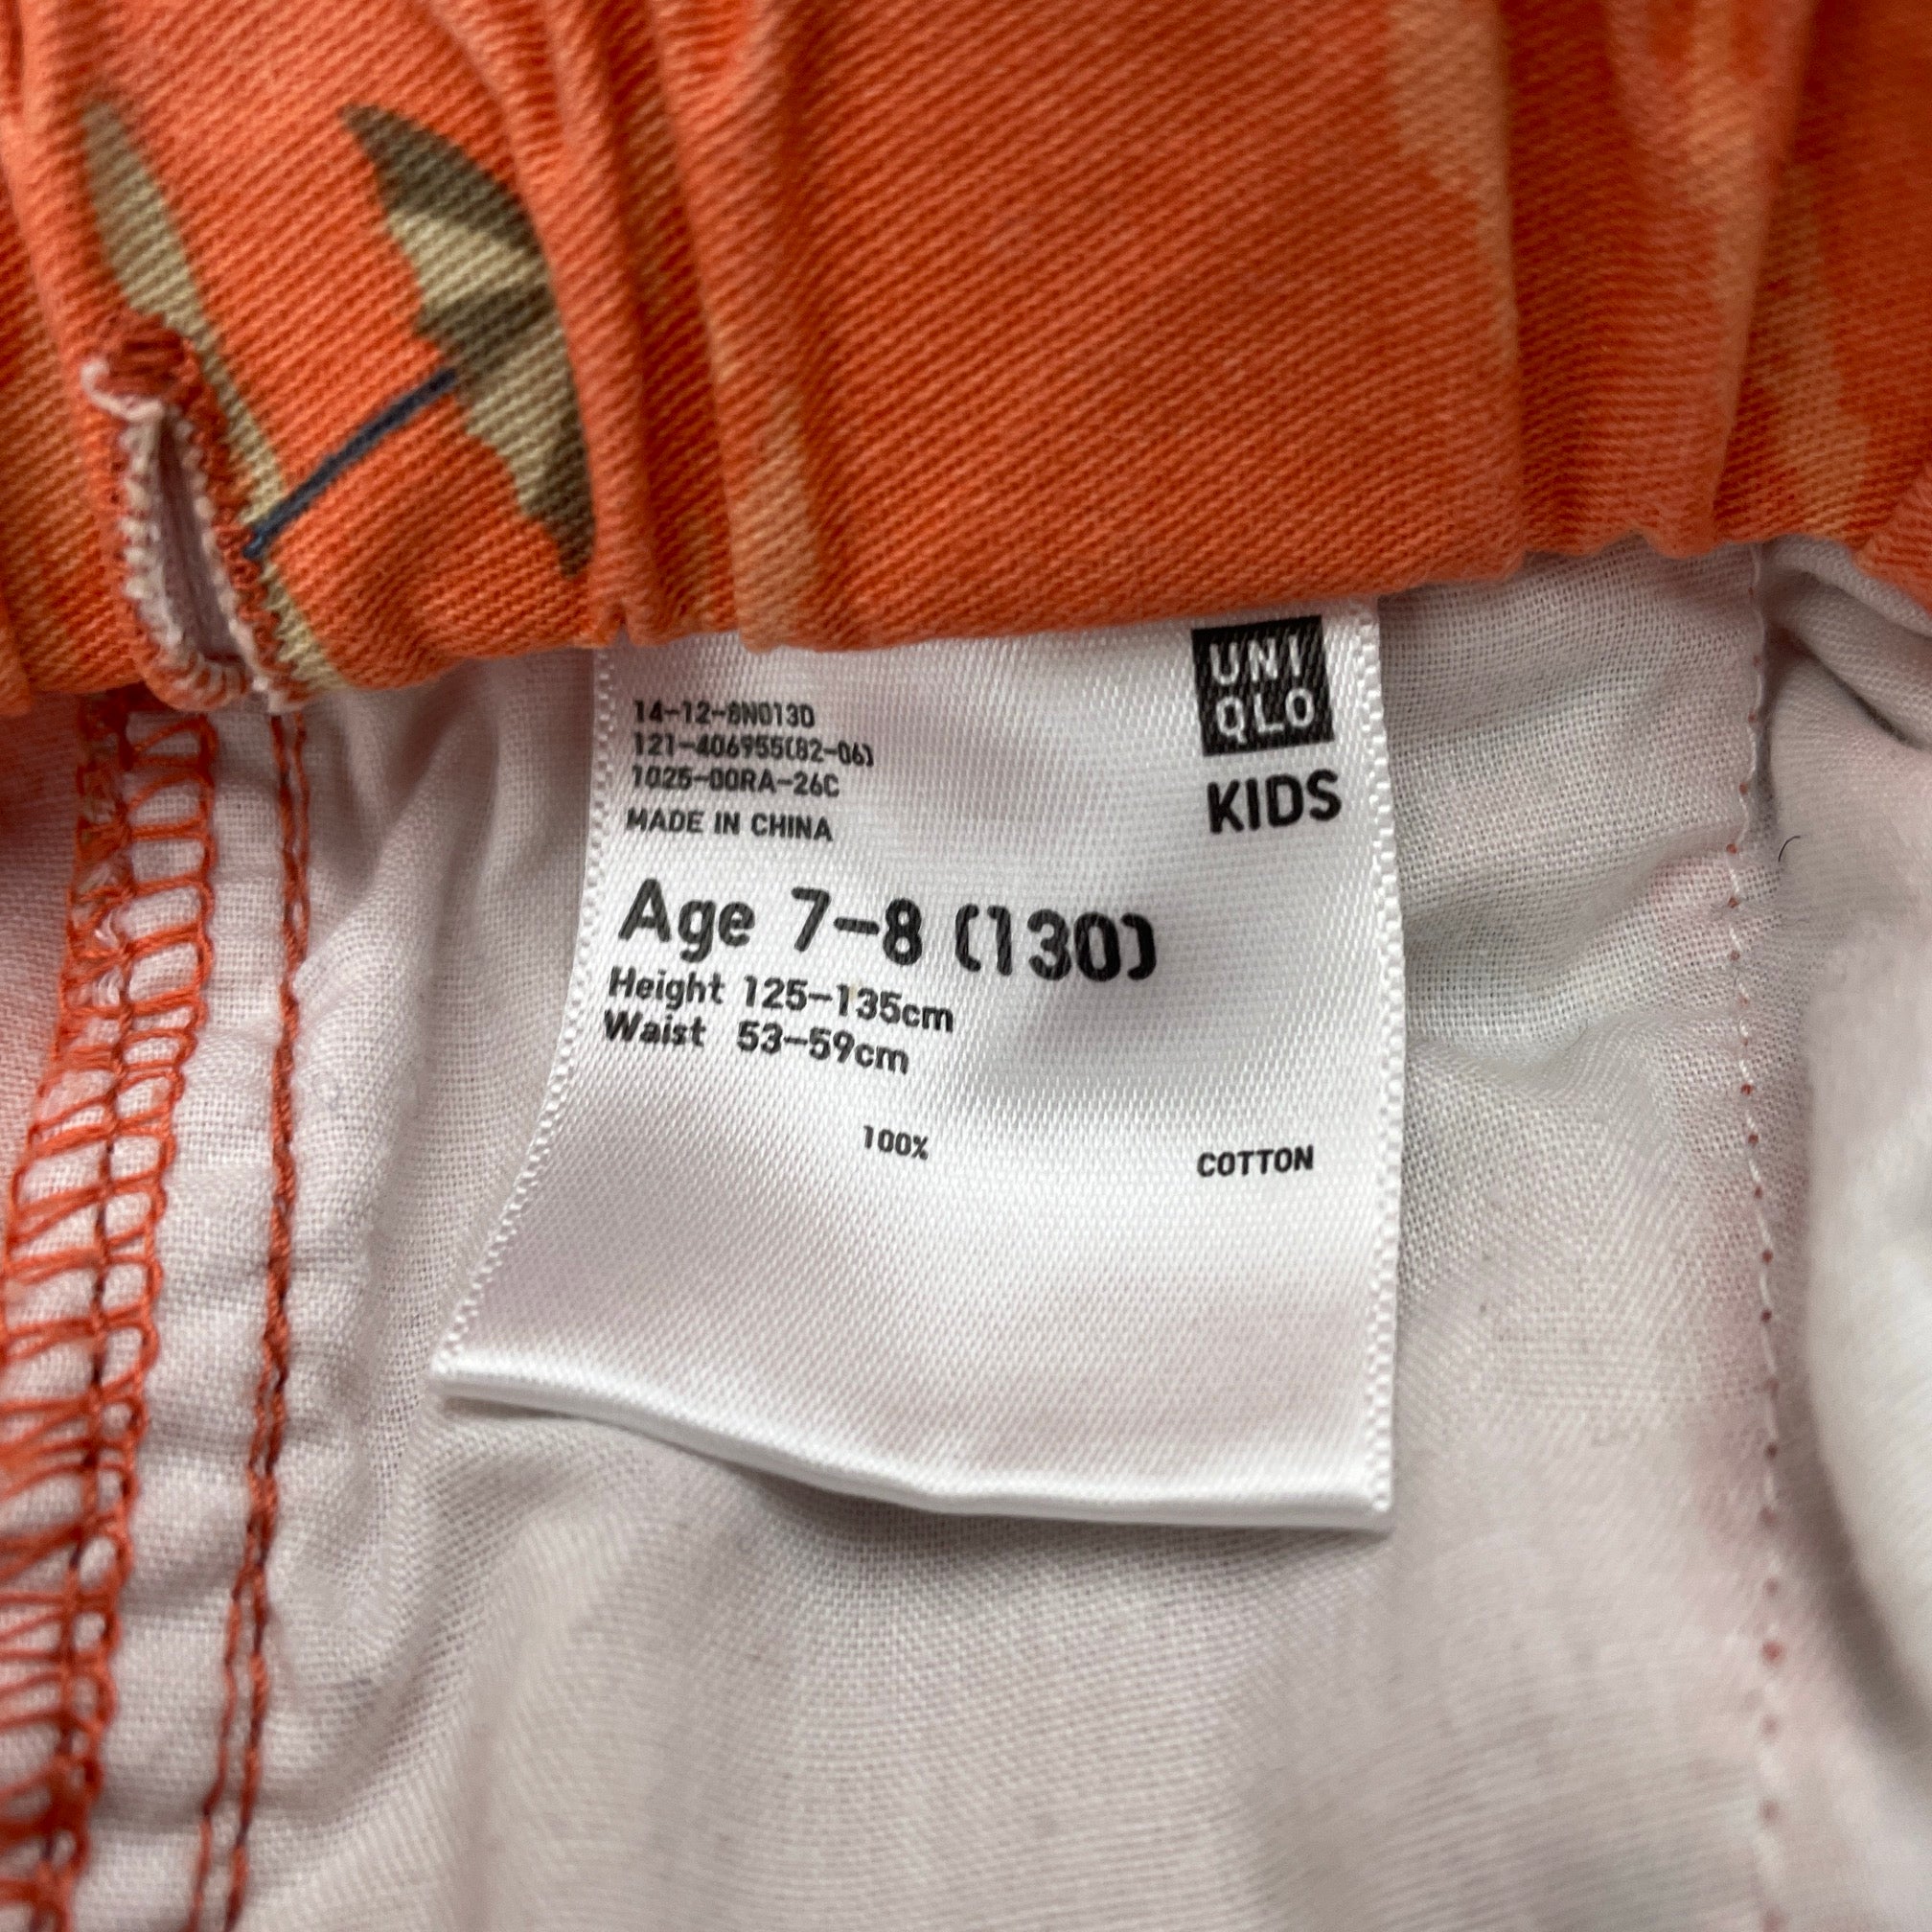 UNI
QLO
KIDS
14-12-8N013D
121-406955(82-06)
1025-00RA-26C
MADE IN CHINA
Age 7-8 (130)
Height 125-135cm
Waist 53-59cm
100% COTTON